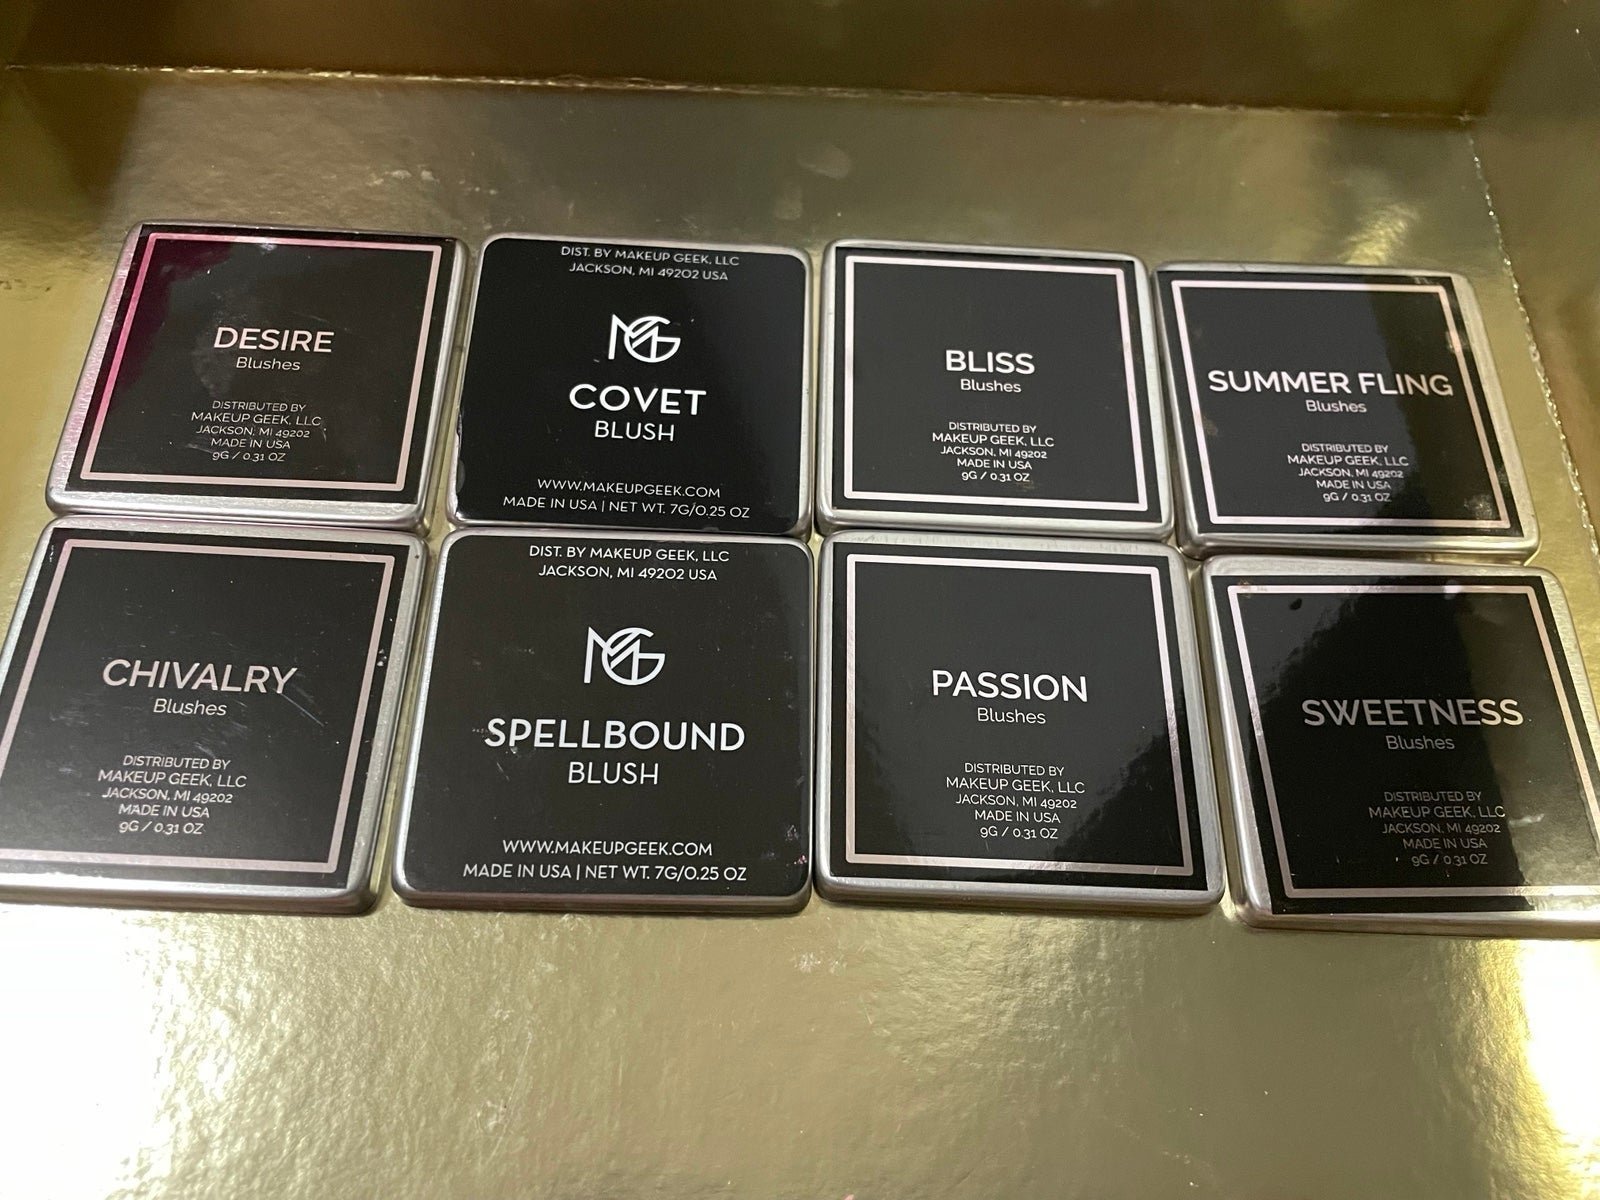 DESIRE
Blushes
DISTRIBUTED BY
MAKEUP GEEK, LLC
JACKSON, MI 49202
MADE IN USA
9G / 0.31 OZ
DIST. BY MAKEUP GEEK, LLC
JACKSON, MI 49202 USA
MG
COVET
BLUSH
WWW.MAKEUPGEEK.COM
MADE IN USA | NET WT. 7G/0.25 OZ
BLISS
Blushes
DISTRIBUTED BY
MAKEUP GEEK, LLC
JACKSON, MI 49202
MADE IN USA
9G / 0.31 OZ
SUMMER FLING
Blushes
DISTRIBUTED BY
MAKEUP GEEK, LLC
JACKSON, MI 49202
MADE IN USA
9G / 0.31 OZ
CHIVALRY
Blushes
DISTRIBUTED BY
MAKEUP GEEK, LLC
JACKSON, MI 49202
MADE IN USA
9G / 0.31 OZ
DIST. BY MAKEUP GEEK, LLC
JACKSON, MI 49202 USA
MG
SPELLBOUND
BLUSH
WWW.MAKEUPGEEK.COM
MADE IN USA | NET WT. 7G/0.25 OZ
PASSION
Blushes
DISTRIBUTED BY
MAKEUP GEEK, LLC
JACKSON, MI 49202
MADE IN USA
9G / 0.31 OZ
SWEETNESS
Blushes
DISTRIBUTED BY
MAKEUP GEEK, LLC
JACKSON, MI 49202
MADE IN USA
9G / 0.31 OZ